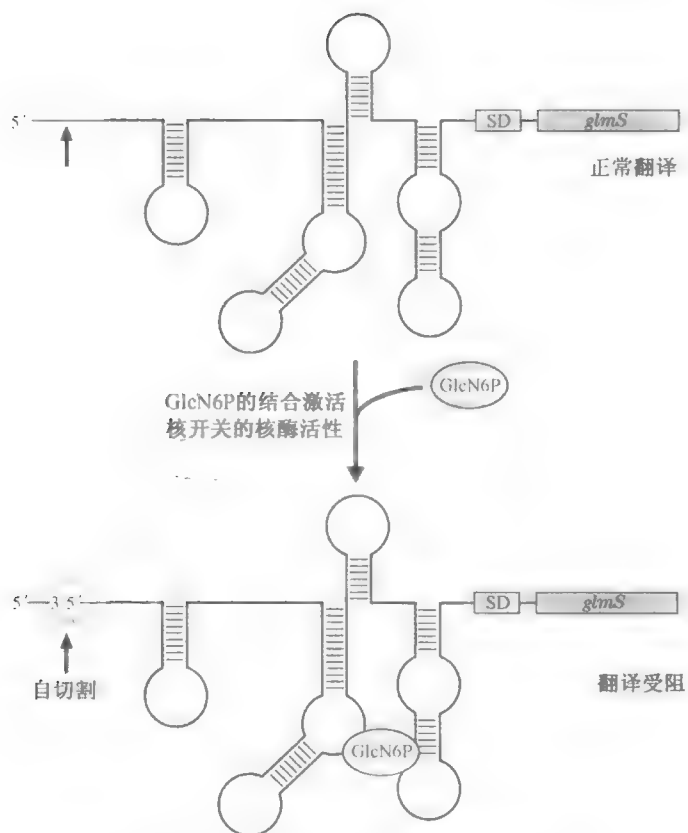 5′ SD glmS
正常翻译
GlcN6P
GlcN6P的结合激活
核开关的核酶活性
5′ 3′ 5′ SD glmS
自切割
翻译受阻
GlcN6P